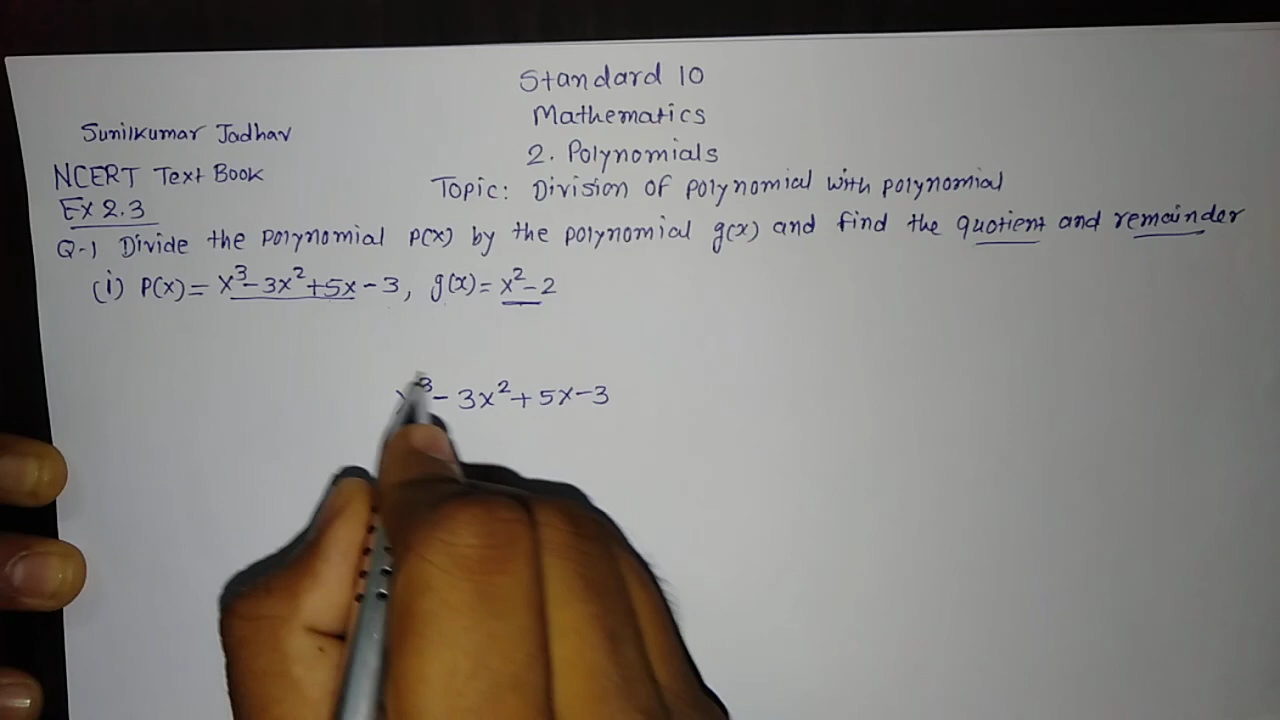 Standard 10
Mathematics
Sunilkumar Jadhav
2. Polynomials
NCERT Text Book
Topic: Division of polynomial with polynomial
Ex 2.3
Q-1 Divide the polynomial p(x) by the polynomial g(x) and find the quotient and remainder
(i) P(x) = x³-3x²+5x-3, g(x) = x²-2
x³-3x²+5x-3